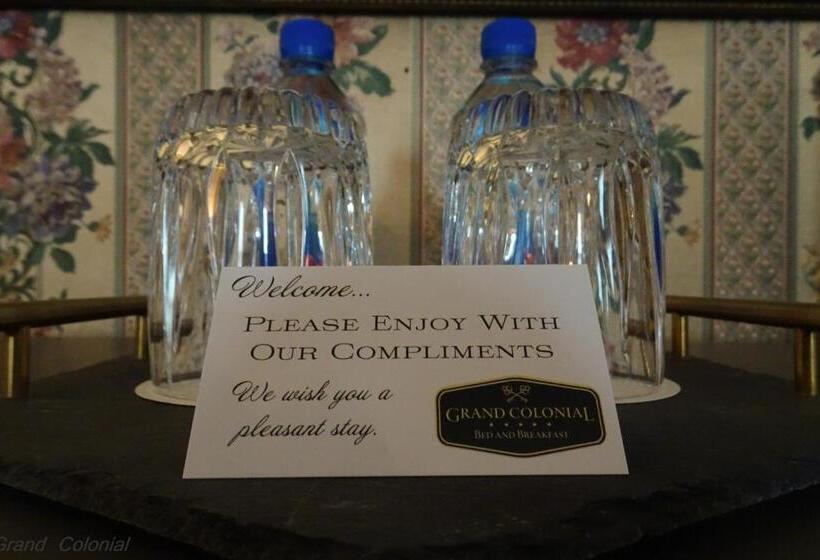 Welcome...
PLEASE ENJOY WITH
OUR COMPLIMENTS
We wish you a
pleasant stay.
GRAND COLONIAL
BED AND BREAKFAST
Grand Colonial